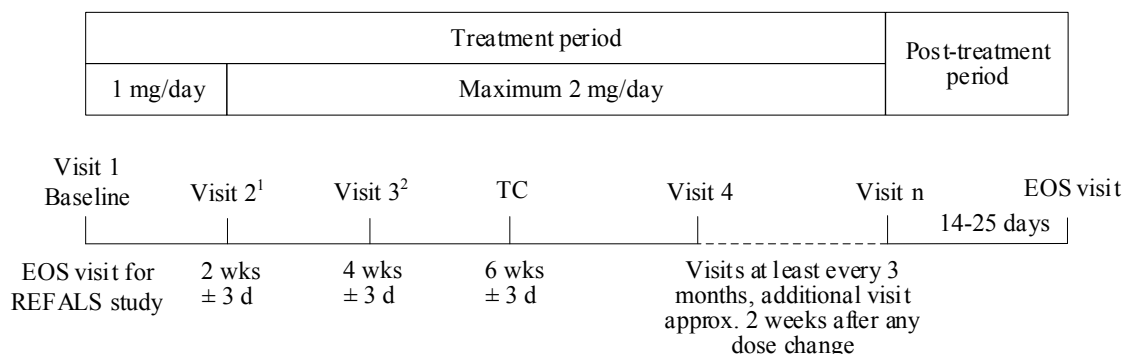 Treatment period
Post-treatment
period
1 mg/day
Maximum 2 mg/day
Visit 1
Baseline
Visit 2¹
Visit 3²
TC
Visit 4
Visit n
EOS visit
14-25 days
EOS visit for
REFALS study
2 wks
± 3 d
4 wks
± 3 d
6 wks
± 3 d
Visits at least every 3
months, additional visit
approx. 2 weeks after any
dose change